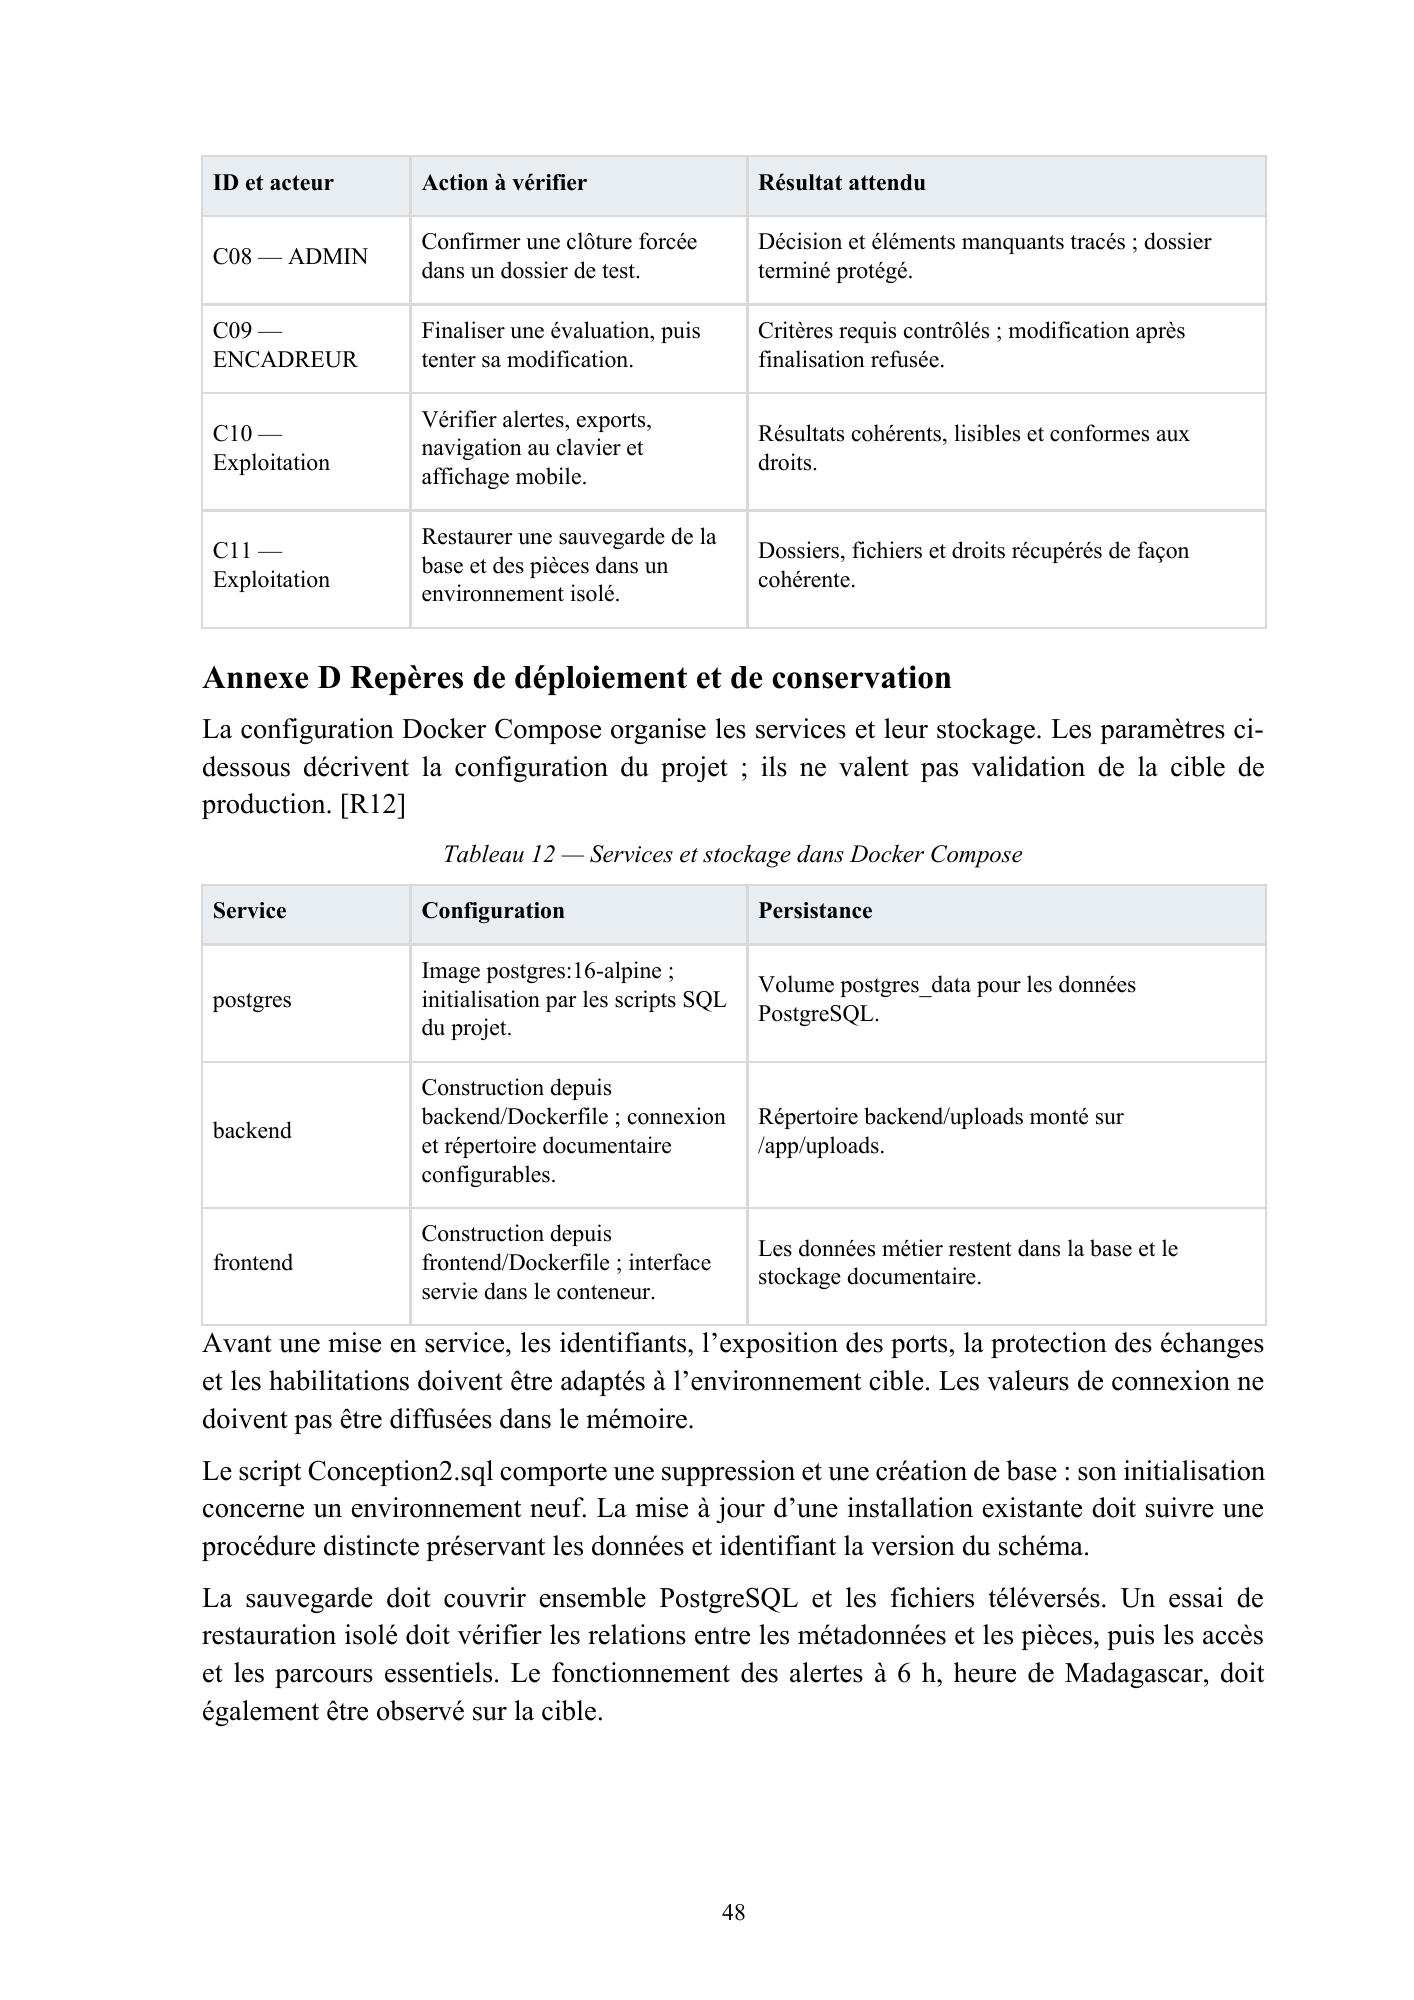 ID et acteur Action à vérifier Résultat attendu
C08 — ADMIN
Confirmer une clôture forcée
dans un dossier de test.
Décision et éléments manquants tracés ; dossier
terminé protégé.
C09 —
ENCADREUR
Finaliser une évaluation, puis
tenter sa modification.
Critères requis contrôlés ; modification après
finalisation refusée.
C10 —
Exploitation
Vérifier alertes, exports,
navigation au clavier et
affichage mobile.
Résultats cohérents, lisibles et conformes aux
droits.
C11 —
Exploitation
Restaurer une sauvegarde de la
base et des pièces dans un
environnement isolé.
Dossiers, fichiers et droits récupérés de façon
cohérente.
Annexe D Repères de déploiement et de conservation
La configuration Docker Compose organise les services et leur stockage. Les paramètres ci-
dessous décrivent la configuration du projet ; ils ne valent pas validation de la cible de
production. [R12]
Tableau 12 — Services et stockage dans Docker Compose
Service Configuration Persistance
postgres
Image postgres:16-alpine ;
initialisation par les scripts SQL
du projet.
Volume postgres_data pour les données
PostgreSQL.
backend
Construction depuis
backend/Dockerfile ; connexion
et répertoire documentaire
configurables.
Répertoire backend/uploads monté sur
/app/uploads.
frontend
Construction depuis
frontend/Dockerfile ; interface
servie dans le conteneur.
Les données métier restent dans la base et le
stockage documentaire.
Avant une mise en service, les identifiants, l’exposition des ports, la protection des échanges
et les habilitations doivent être adaptés à l’environnement cible. Les valeurs de connexion ne
doivent pas être diffusées dans le mémoire.
Le script Conception2.sql comporte une suppression et une création de base : son initialisation
concerne un environnement neuf. La mise à jour d’une installation existante doit suivre une
procédure distincte préservant les données et identifiant la version du schéma.
La sauvegarde doit couvrir ensemble PostgreSQL et les fichiers téléversés. Un essai de
restauration isolé doit vérifier les relations entre les métadonnées et les pièces, puis les accès
et les parcours essentiels. Le fonctionnement des alertes à 6 h, heure de Madagascar, doit
également être observé sur la cible.
48